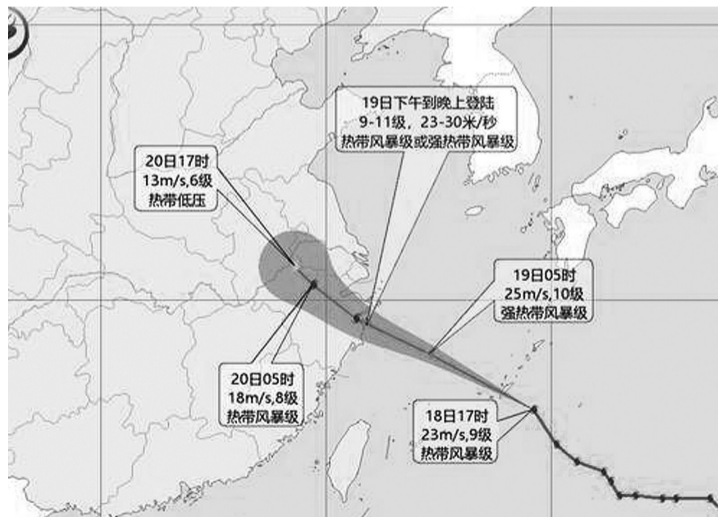 19日下午到晚上登陆
9-11级，23-30米/秒
热带风暴级或强热带风暴级
20日17时
13m/s,6级
热带低压
19日05时
25m/s,10级
强热带风暴级
20日05时
18m/s,8级
热带风暴级
18日17时
23m/s,9级
热带风暴级